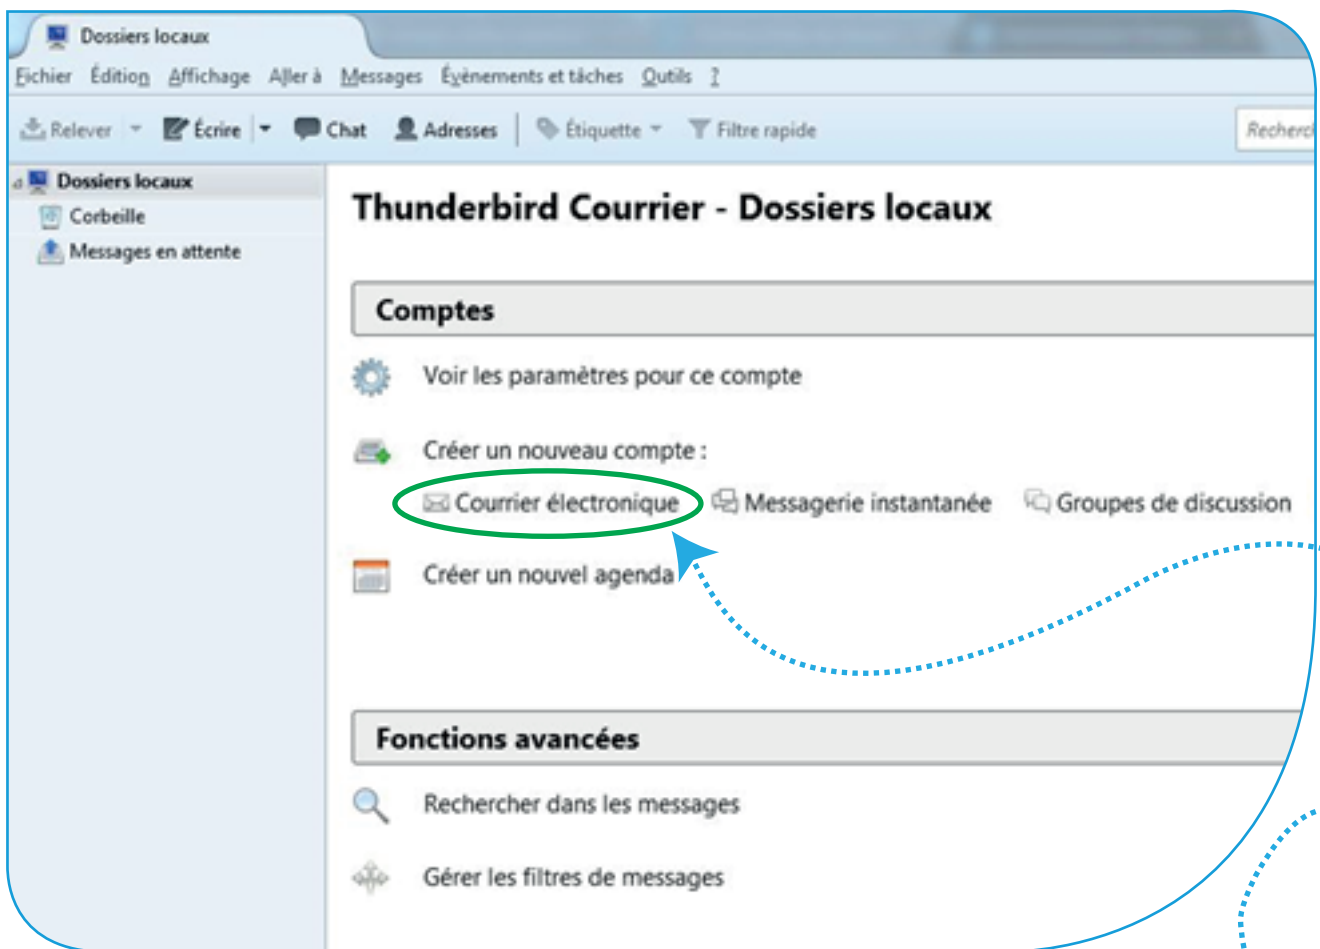 Dossiers locaux
Fichier Édition Affichage Aller à Messages Évènements et tâches Outils ?
Relever Écrire Chat Adresses Étiquette Filtre rapide Recherc
Dossiers locaux
Corbeille
Messages en attente
Thunderbird Courrier - Dossiers locaux
Comptes
Voir les paramètres pour ce compte
Créer un nouveau compte :
Courrier électronique Messagerie instantanée Groupes de discussion
Créer un nouvel agenda
Fonctions avancées
Rechercher dans les messages
Gérer les filtres de messages